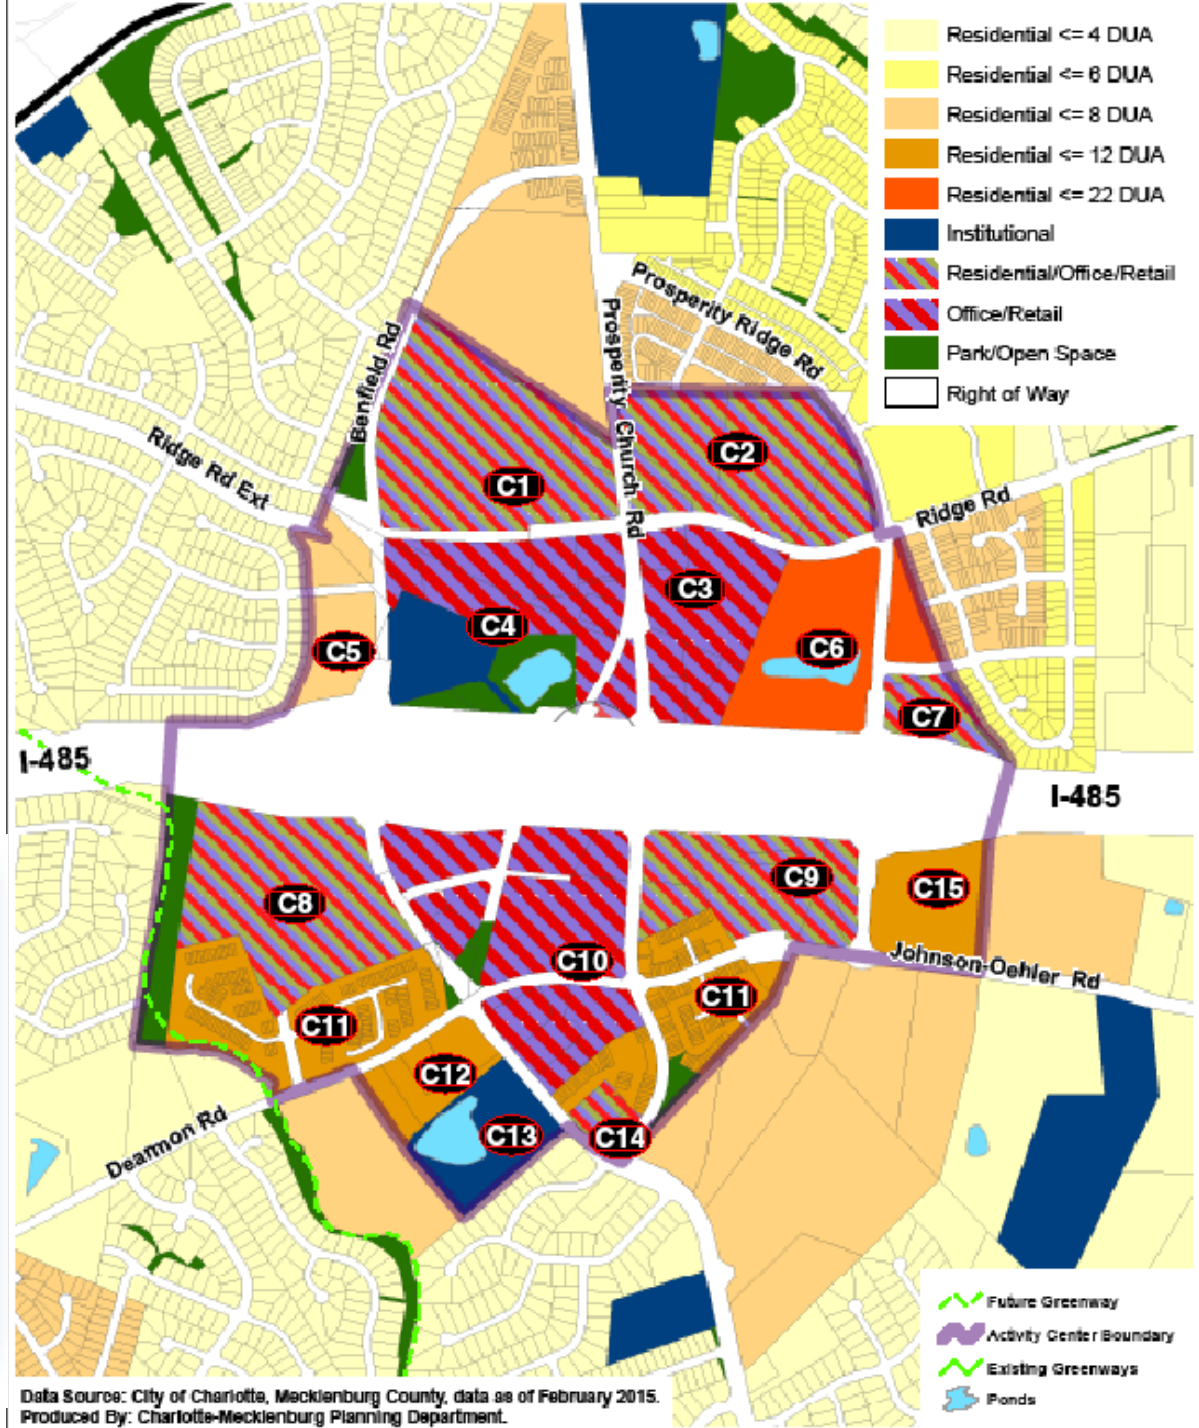 Residential <= 4 DUA
Residential <= 6 DUA
Residential <= 8 DUA
Residential <= 12 DUA
Residential <= 22 DUA
Institutional
Residential/Office/Retail
Office/Retail
Park/Open Space
Right of Way
Prosperity Ridge Rd
Benfield Rd
Prosperity Church Rd
Ridge Rd Ext
C2
C1
Ridge Rd
C3
C4
C5
C6
C7
I-485
I-485
C9
C15
C8
C10
Johnson-Oehler Rd
C11
C11
C12
C13
C14
Dearmon Rd
Future Greenway
Activity Center Boundary
Existing Greenways
Ponds
Data Source: City of Charlotte, Mecklenburg County, data as of February 2015.
Produced By: Charlotte-Mecklenburg Planning Department.